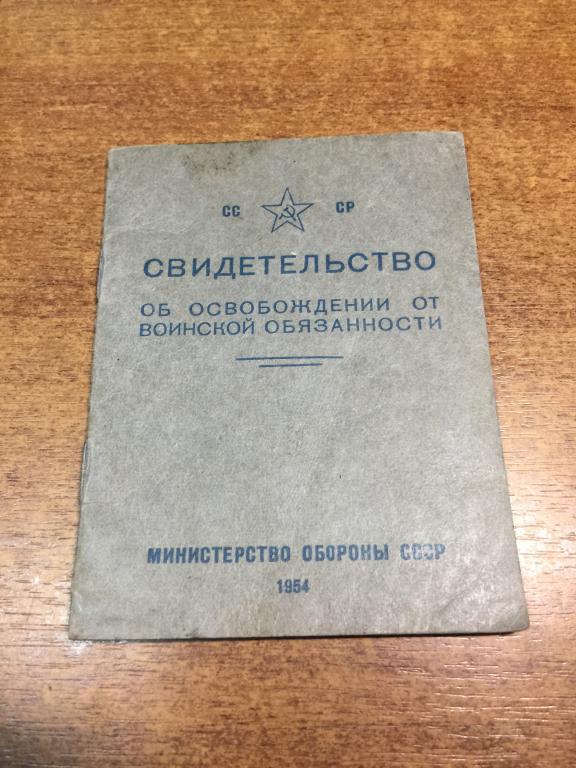 СС СР
СВИДЕТЕЛЬСТВО
ОБ ОСВОБОЖДЕНИИ ОТ
ВОИНСКОЙ ОБЯЗАННОСТИ
МИНИСТЕРСТВО ОБОРОНЫ СССР
1954